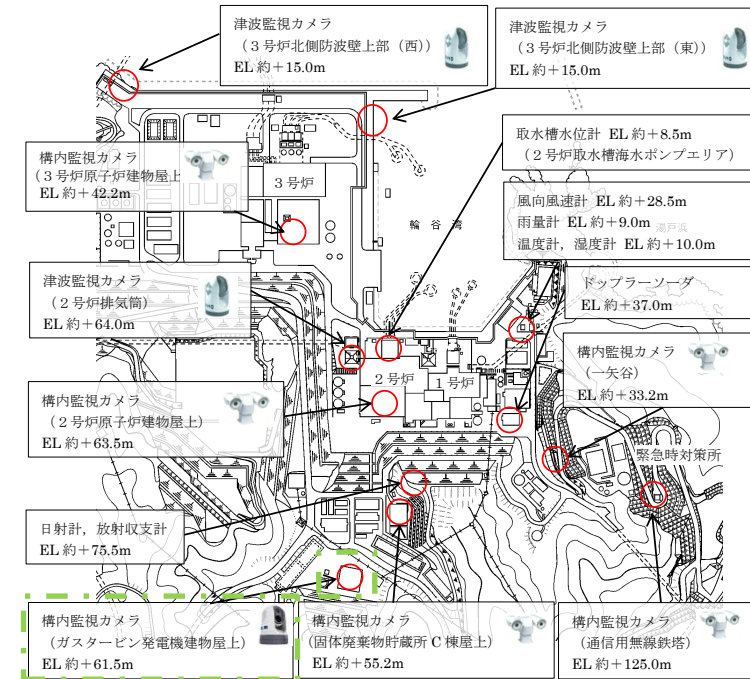 津波監視カメラ
（３号炉北側防波壁上部（西））
EL 約＋15.0m
津波監視カメラ
（３号炉北側防波壁上部（東））
EL 約＋15.0m
取水槽水位計 EL 約＋8.5m
（２号炉取水槽海水ポンプエリア）
構内監視カメラ
（３号炉原子炉建物屋上
EL 約＋42.2m
３号炉
輪谷湾
風向風速計 EL 約＋28.5m
雨量計 EL 約＋9.0m
温度計，湿度計 EL 約＋10.0m
湯戸浜
津波監視カメラ
（２号炉排気筒）
EL 約＋64.0m
ドップラーソーダ
EL 約＋37.0m
構内監視カメラ
（一矢谷）
EL 約＋33.2m
２号炉
１号炉
構内監視カメラ
（２号炉原子炉建物屋上）
EL 約＋63.5m
緊急時対策所
日射計，放射収支計
EL 約＋75.5m
構内監視カメラ
（ガスタービン発電機建物屋上）
EL 約＋61.5m
構内監視カメラ
（固体廃棄物貯蔵所 C 棟屋上）
EL 約＋55.2m
構内監視カメラ
（通信用無線鉄塔）
EL 約＋125.0m